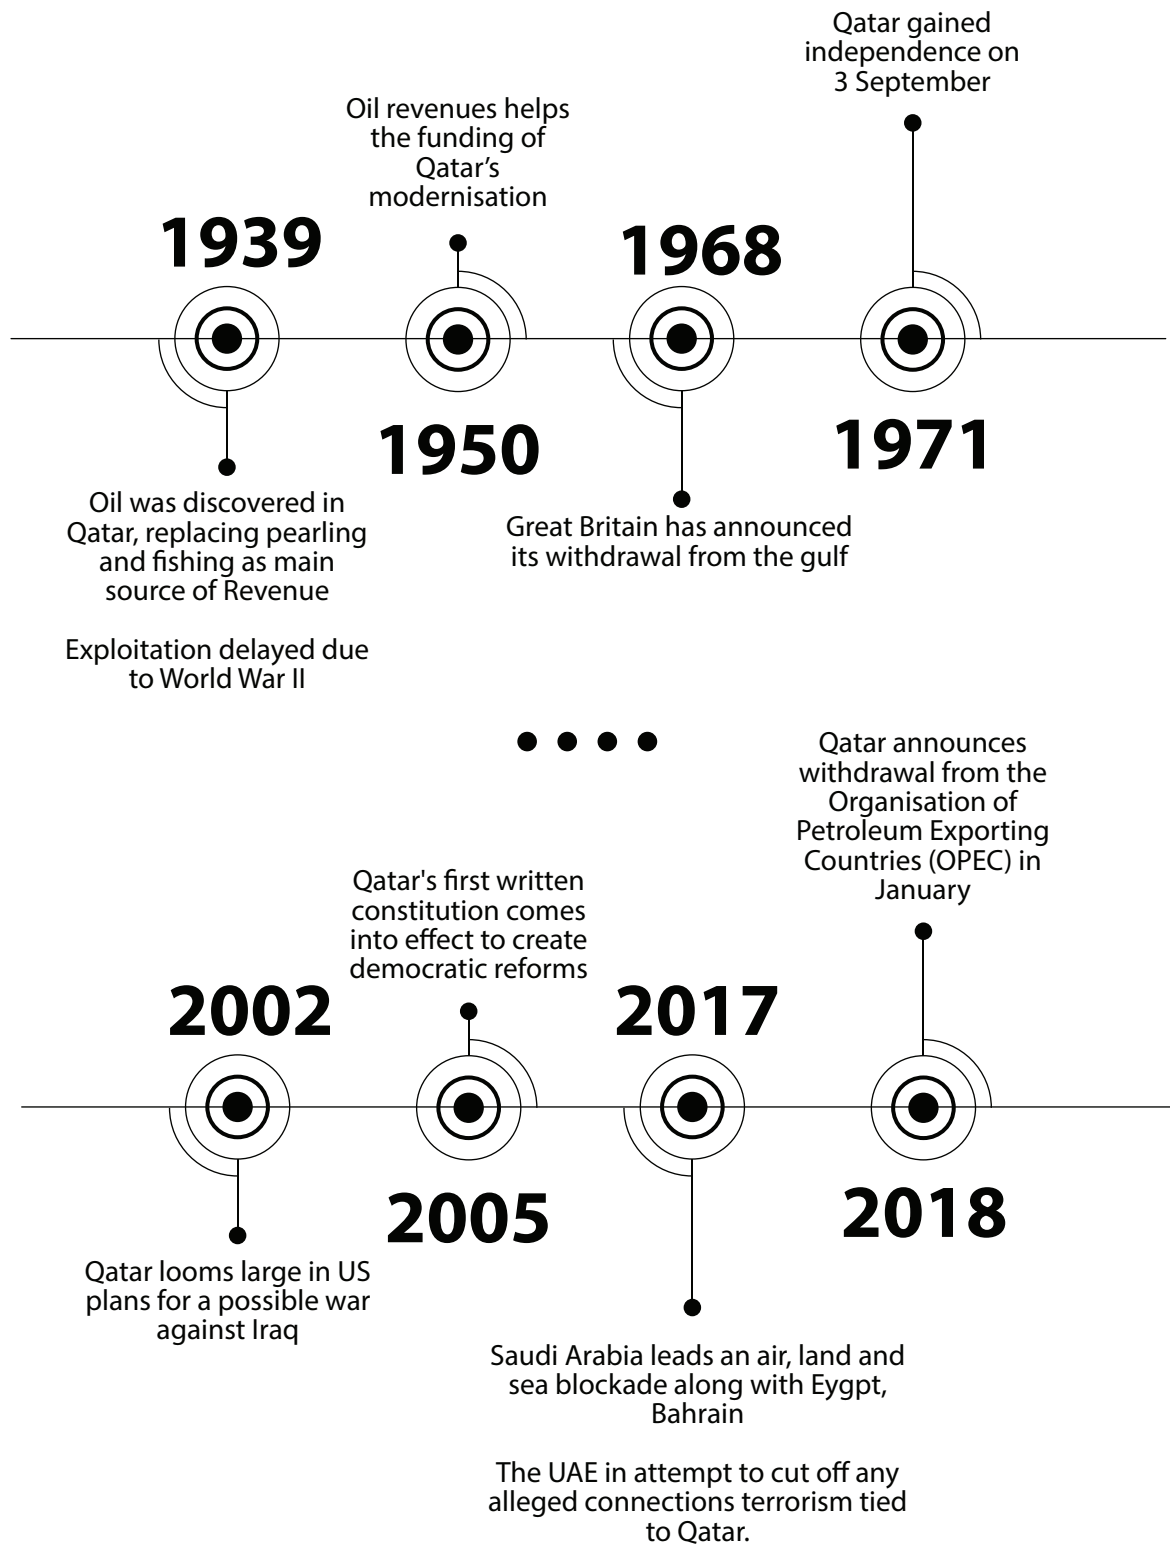 1939
Oil was discovered in
Qatar, replacing pearling
and fishing as main
source of Revenue
Exploitation delayed due
to World War II
Oil revenues helps
the funding of
Qatar’s
modernisation
1950
1968
Great Britain has announced
its withdrawal from the gulf
Qatar gained
independence on
3 September
1971
2002
Qatar looms large in US
plans for a possible war
against Iraq
Qatar's first written
constitution comes
into effect to create
democratic reforms
2005
2017
Saudi Arabia leads an air, land and
sea blockade along with Eygpt,
Bahrain
The UAE in attempt to cut off any
alleged connections terrorism tied
to Qatar.
Qatar announces
withdrawal from the
Organisation of
Petroleum Exporting
Countries (OPEC) in
January
2018